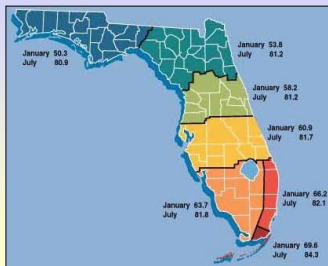 January 50.3
July 80.9
January 53.8
July 81.2
January 58.2
July 81.2
January 60.9
July 81.7
January 66.2
July 82.1
January 63.7
July 81.8
January 69.6
July 84.3